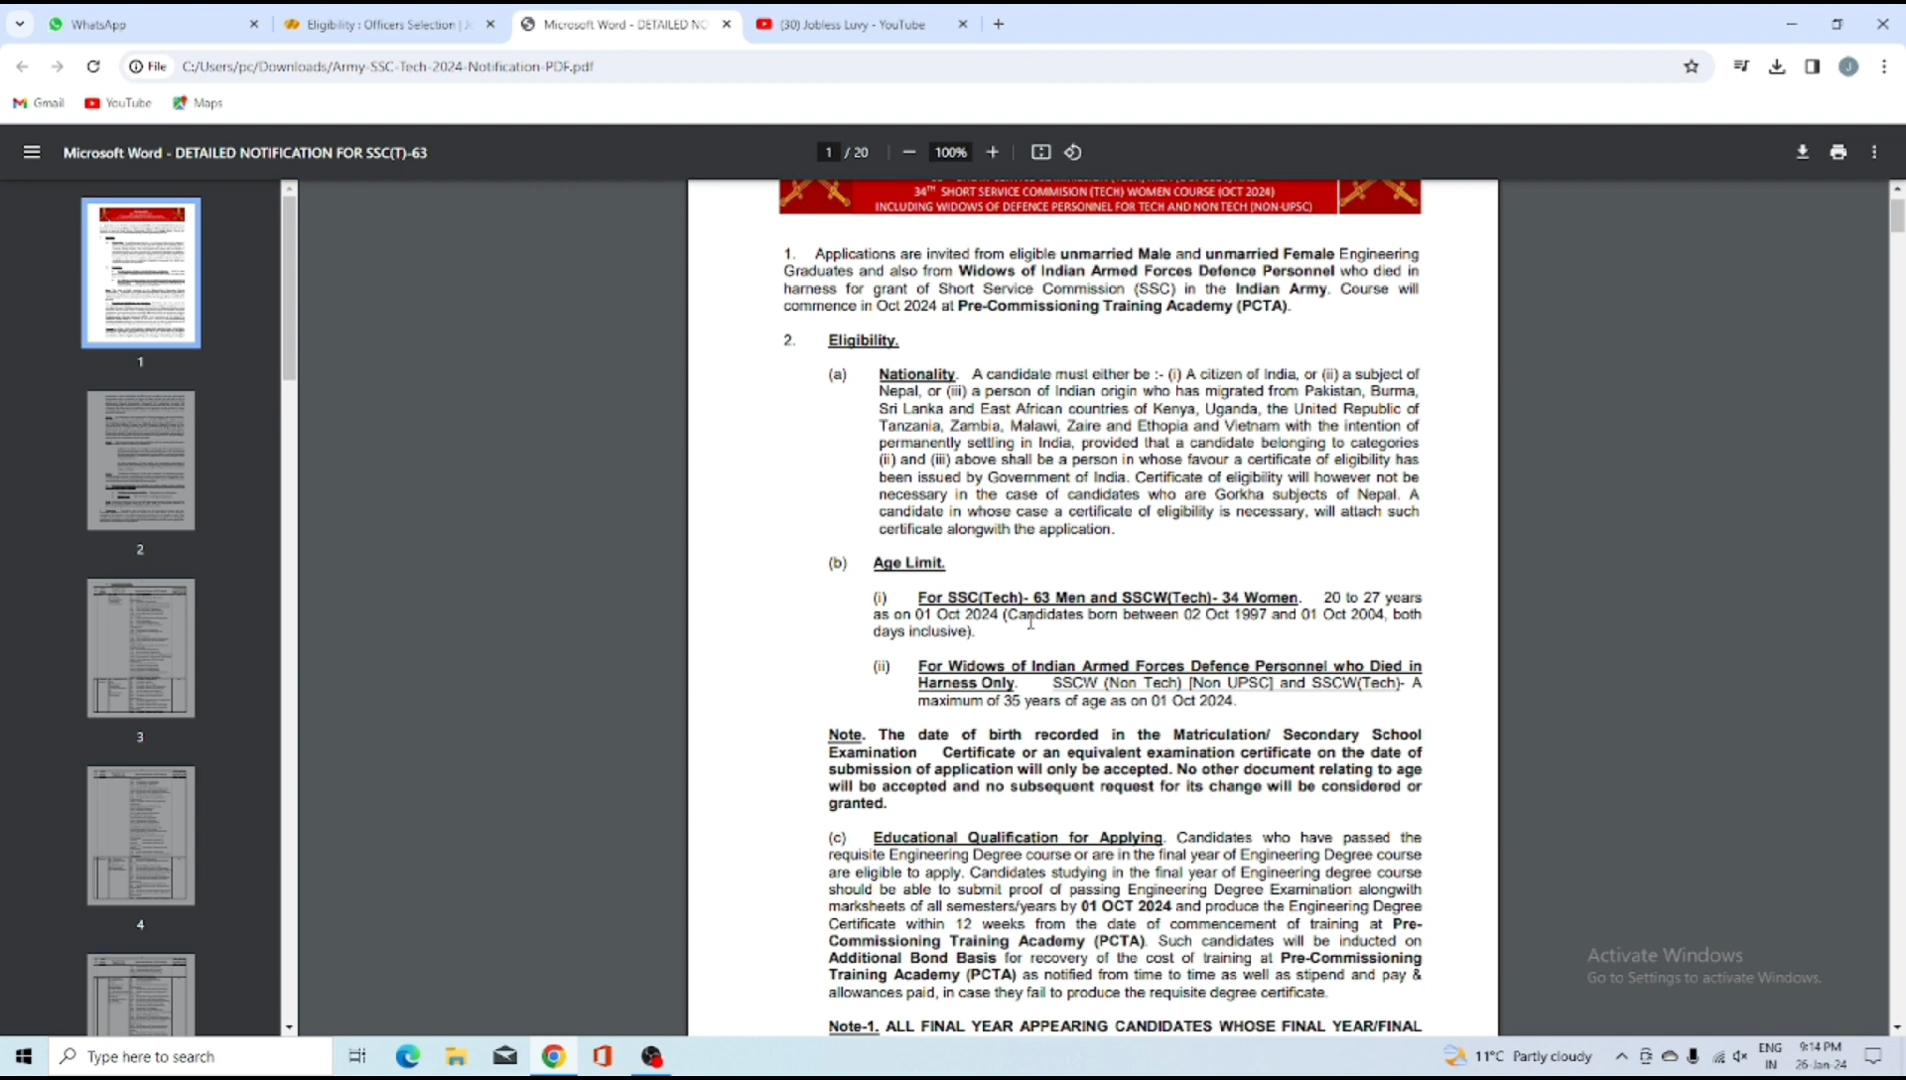 WhatsApp
Eligibility : Officers Selection | J
Microsoft Word - DETAILED NO
(30) Jobless Luvy - YouTube
File
C:/Users/pc/Downloads/Army-SSC-Tech-2024-Notification-PDF.pdf
J
Gmail
YouTube
Maps
Microsoft Word - DETAILED NOTIFICATION FOR SSC(T)-63
1 / 20
100%
34TH SHORT SERVICE COMMISION (TECH) WOMEN COURSE (OCT 2024)
INCLUDING WIDOWS OF DEFENCE PERSONNEL FOR TECH AND NON TECH (NON-UPSC)
1. Applications are invited from eligible unmarried Male and unmarried Female Engineering
Graduates and also from Widows of Indian Armed Forces Defence Personnel who died in
harness for grant of Short Service Commission (SSC) in the Indian Army. Course will
commence in Oct 2024 at Pre-Commissioning Training Academy (PCTA).
2. Eligibility.
(a) Nationality. A candidate must either be :- (i) A citizen of India, or (ii) a subject of
Nepal, or (iii) a person of Indian origin who has migrated from Pakistan, Burma,
Sri Lanka and East African countries of Kenya, Uganda, the United Republic of
Tanzania, Zambia, Malawi, Zaire and Ethopia and Vietnam with the intention of
permanently settling in India, provided that a candidate belonging to categories
(ii) and (iii) above shall be a person in whose favour a certificate of eligibility has
been issued by Government of India. Certificate of eligibility will however not be
necessary in the case of candidates who are Gorkha subjects of Nepal. A
candidate in whose case a certificate of eligibility is necessary, will attach such
certificate alongwith the application.
(b) Age Limit.
(i) For SSC(Tech)- 63 Men and SSCW(Tech)- 34 Women. 20 to 27 years
as on 01 Oct 2024 (Candidates born between 02 Oct 1997 and 01 Oct 2004, both
days inclusive).
(ii) For Widows of Indian Armed Forces Defence Personnel who Died in
Harness Only. SSCW (Non Tech) [Non UPSC] and SSCW(Tech)- A
maximum of 35 years of age as on 01 Oct 2024.
Note. The date of birth recorded in the Matriculation/ Secondary School
Examination Certificate or an equivalent examination certificate on the date of
submission of application will only be accepted. No other document relating to age
will be accepted and no subsequent request for its change will be considered or
granted.
(c) Educational Qualification for Applying. Candidates who have passed the
requisite Engineering Degree course or are in the final year of Engineering Degree course
are eligible to apply. Candidates studying in the final year of Engineering degree course
should be able to submit proof of passing Engineering Degree Examination alongwith
marksheets of all semesters/years by 01 OCT 2024 and produce the Engineering Degree
Certificate within 12 weeks from the date of commencement of training at Pre-
Commissioning Training Academy (PCTA). Such candidates will be inducted on
Additional Bond Basis for recovery of the cost of training at Pre-Commissioning
Training Academy (PCTA) as notified from time to time as well as stipend and pay &
allowances paid, in case they fail to produce the requisite degree certificate.
Note-1. ALL FINAL YEAR APPEARING CANDIDATES WHOSE FINAL YEAR/FINAL
1
2
3
4
Activate Windows
Go to Settings to activate Windows.
Type here to search
11°C Partly cloudy
ENG
IN
9:14 PM
26-Jan-24